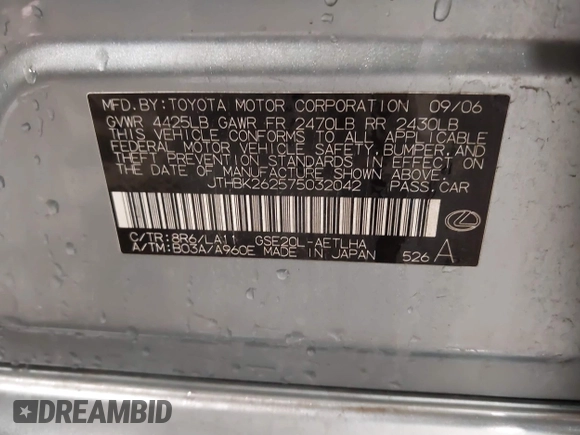 MFD. BY: TOYOTA MOTOR CORPORATION 09/06
GVWR 4425LB GAWR FR 2470LB RR 2430LB
THIS VEHICLE CONFORMS TO ALL APPLICABLE
FEDERAL MOTOR VEHICLE SAFETY, BUMPER, AND
THEFT PREVENTION STANDARDS IN EFFECT ON
THE DATE OF MANUFACTURE SHOWN ABOVE.
JTHBK262575032042 PASS.CAR
C/TR: 8R6/LA11 GSE20L-AETLHA
A/TM: B03A/A960E MADE IN JAPAN 526 A
DREAMBID